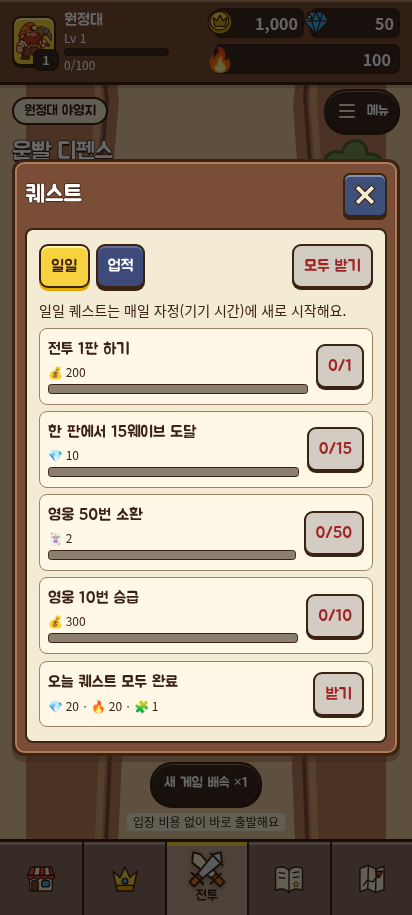 원정대
Lv 1
0/100
1
1,000
50
100
원정대 야영지
메뉴
운빨 디펜스
퀘스트
일일
업적
모두 받기
일일 퀘스트는 매일 자정(기기 시간)에 새로 시작해요.
전투 1판 하기
200
0/1
한 판에서 15웨이브 도달
10
0/15
영웅 50번 소환
2
0/50
영웅 10번 승급
300
0/10
오늘 퀘스트 모두 완료
20 · 20 · 1
받기
새 게임 배속 ×1
입장 비용 없이 바로 출발해요
전투